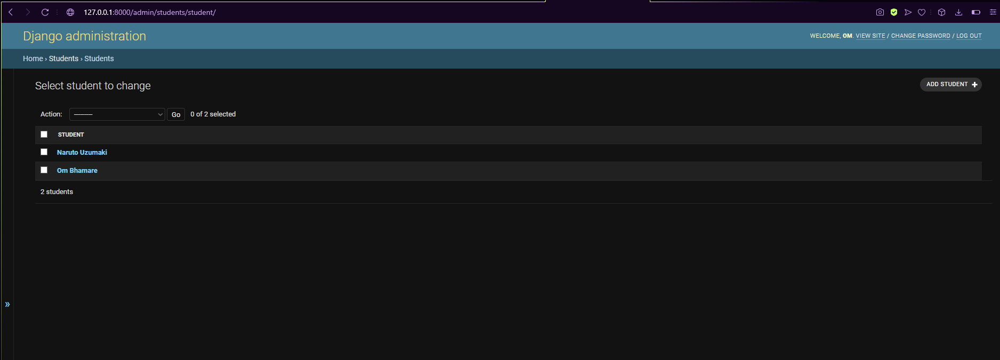 127.0.0.1:8000/admin/students/student/
Django administration
WELCOME, OM. VIEW SITE / CHANGE PASSWORD / LOG OUT
Home › Students › Students
Select student to change
ADD STUDENT +
Action: --------- Go 0 of 2 selected
STUDENT
Naruto Uzumaki
Om Bhamare
2 students
»